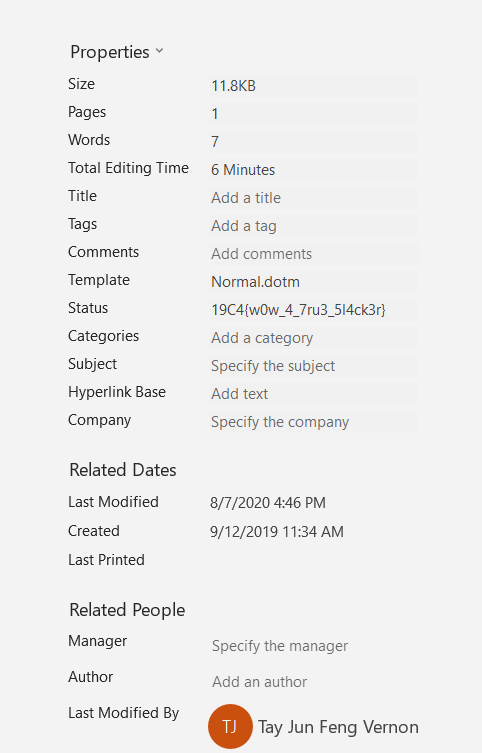 Properties
Size 11.8KB
Pages 1
Words 7
Total Editing Time 6 Minutes
Title Add a title
Tags Add a tag
Comments Add comments
Template Normal.dotm
Status 19C4{w0w_4_7ru3_5l4ck3r}
Categories Add a category
Subject Specify the subject
Hyperlink Base Add text
Company Specify the company
Related Dates
Last Modified 8/7/2020 4:46 PM
Created 9/12/2019 11:34 AM
Last Printed
Related People
Manager Specify the manager
Author Add an author
Last Modified By TJ Tay Jun Feng Vernon